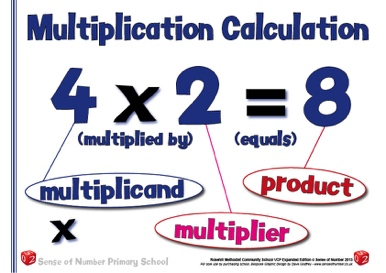 Multiplication Calculation
4 x 2 = 8
(multiplied by) (equals)
multiplicand
product
x
multiplier
Sense of Number Primary School